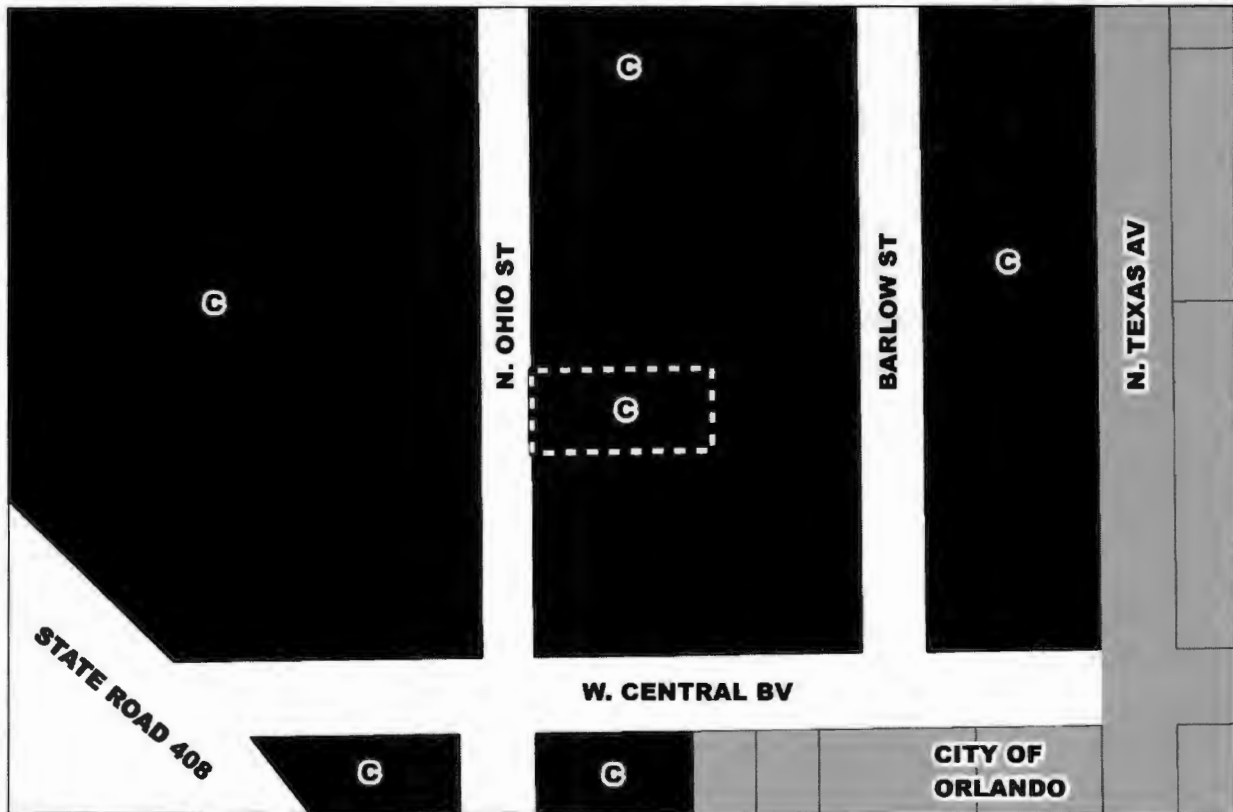 C
C
C
N. OHIO ST
BARLOW ST
N. TEXAS AV
C
STATE ROAD 408
W. CENTRAL BV
C
C
CITY OF
ORLANDO